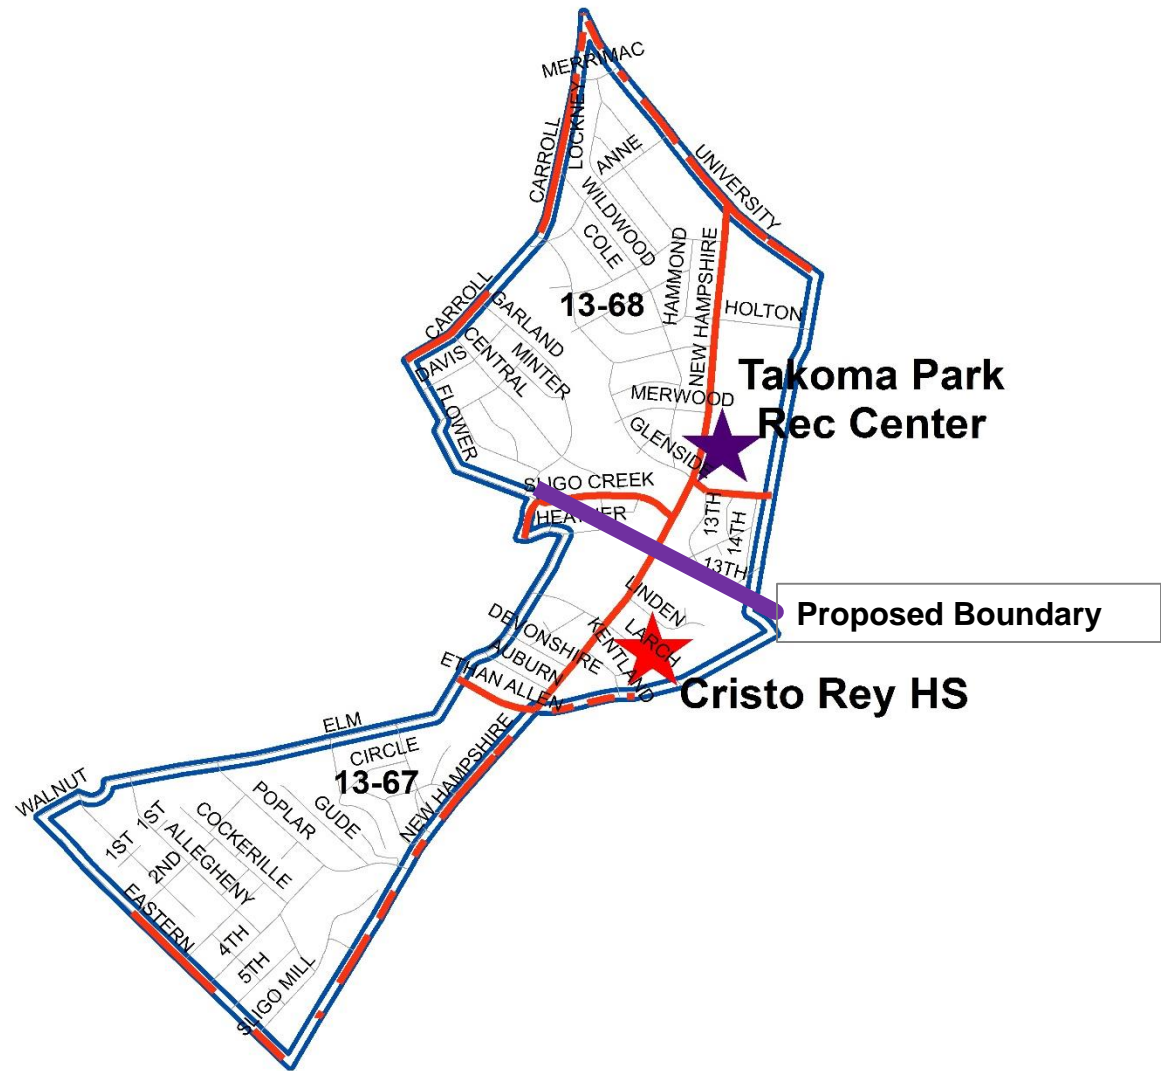 MERRIMAC
LOCKNEY
CARROLL
ANNE
UNIVERSITY
WILDWOOD
COLE
HAMMOND
NEW HAMPSHIRE
CARROLL
GARLAND
13-68
HOLTON
DAVIS
CENTRAL
MINTER
Takoma Park
Rec Center
FLOWER
MERWOOD
GLENSIDE
SLIGO CREEK
HEATHER
13TH
14TH
13TH
LINDEN
Proposed Boundary
DEVONSHIRE
KENTLAND
LARCH
AUBURN
ETHAN ALLEN
Cristo Rey HS
ELM
CIRCLE
NEW HAMPSHIRE
13-67
WALNUT
POPLAR
GUDE
1ST
1ST
COCKERILLE
ALLEGHENY
2ND
EASTERN
4TH
5TH
SLIGO MILL